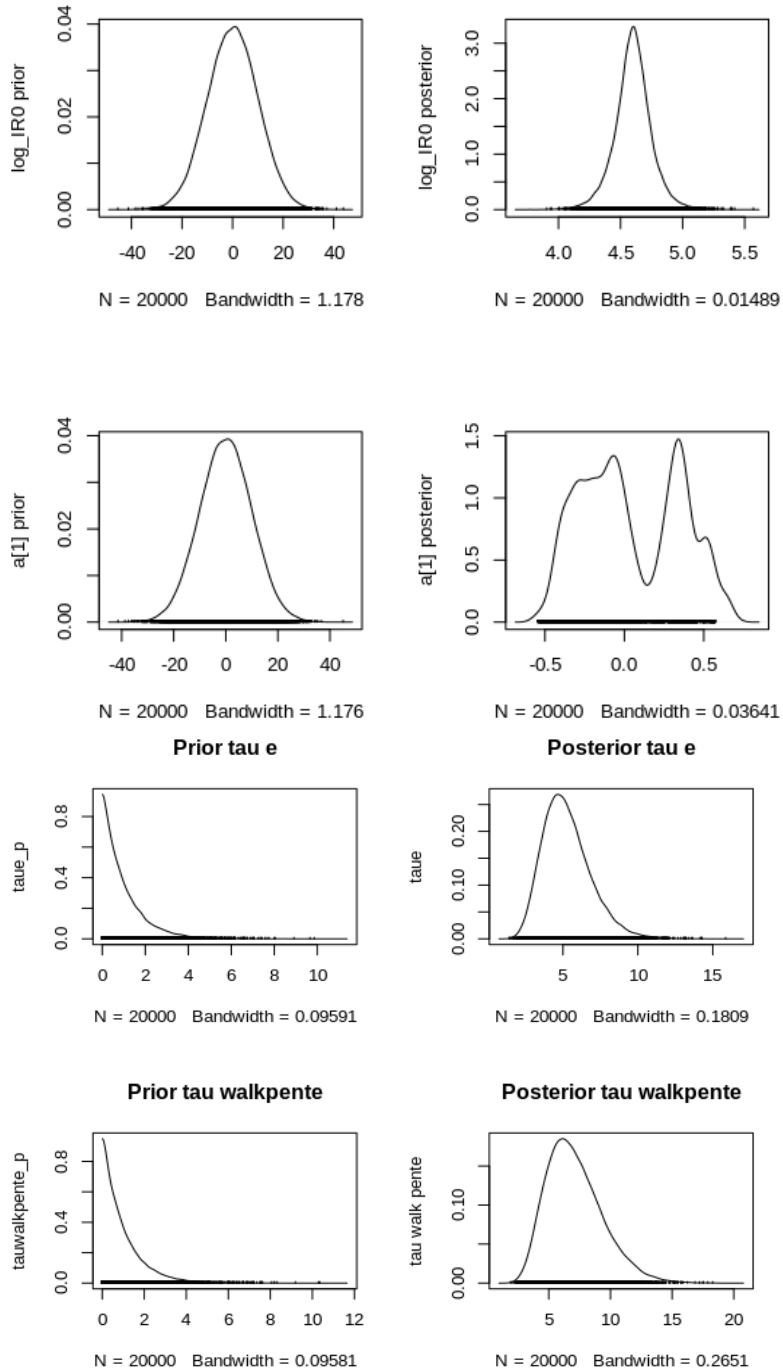 log_IR0 prior
0.00 0.02 0.04
-40 -20 0 20 40
N = 20000 Bandwidth = 1.178
log_IR0 posterior
0.0 1.0 2.0 3.0
4.0 4.5 5.0 5.5
N = 20000 Bandwidth = 0.01489
a[1] prior
0.00 0.02 0.04
-40 -20 0 20 40
N = 20000 Bandwidth = 1.176
a[1] posterior
0.0 0.5 1.0 1.5
-0.5 0.0 0.5
N = 20000 Bandwidth = 0.03641
Prior tau e
taue_p
0.0 0.4 0.8
0 2 4 6 8 10
N = 20000 Bandwidth = 0.09591
Posterior tau e
taue
0.00 0.10 0.20
5 10 15
N = 20000 Bandwidth = 0.1809
Prior tau walkpente
tauwalkpente_p
0.0 0.4 0.8
0 2 4 6 8 10 12
N = 20000 Bandwidth = 0.09581
Posterior tau walkpente
tau walk pente
0.00 0.10
5 10 15 20
N = 20000 Bandwidth = 0.2651